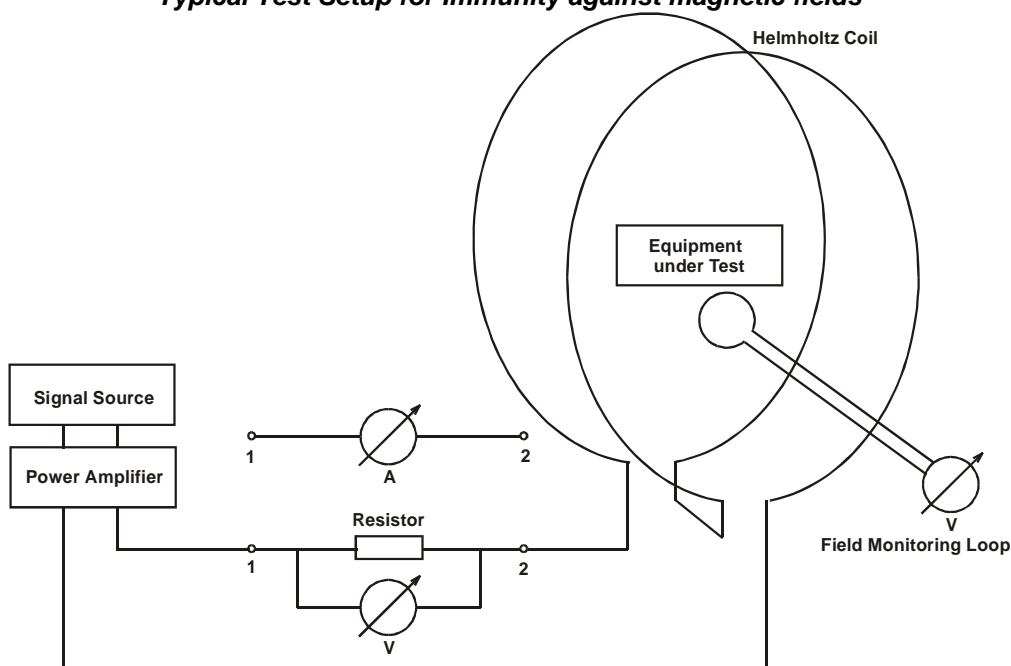 Typical Test Setup for immunity against magnetic fields
Helmholtz Coil
Equipment
under Test
Signal Source
Power Amplifier
1
2
A
Resistor
1
2
V
V
Field Monitoring Loop